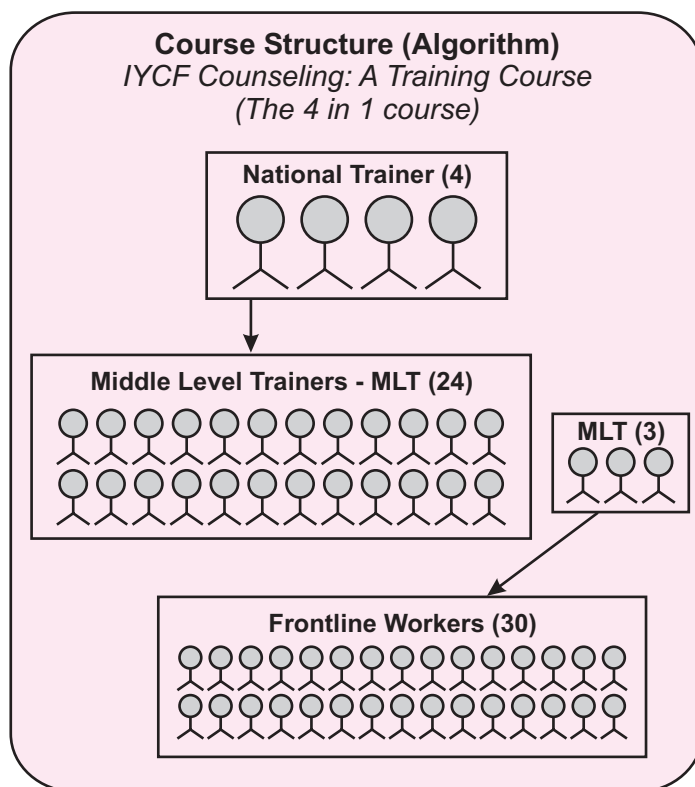 Course Structure (Algorithm)
IYCF Counseling: A Training Course
(The 4 in 1 course)
National Trainer (4)
Middle Level Trainers - MLT (24)
MLT (3)
Frontline Workers (30)